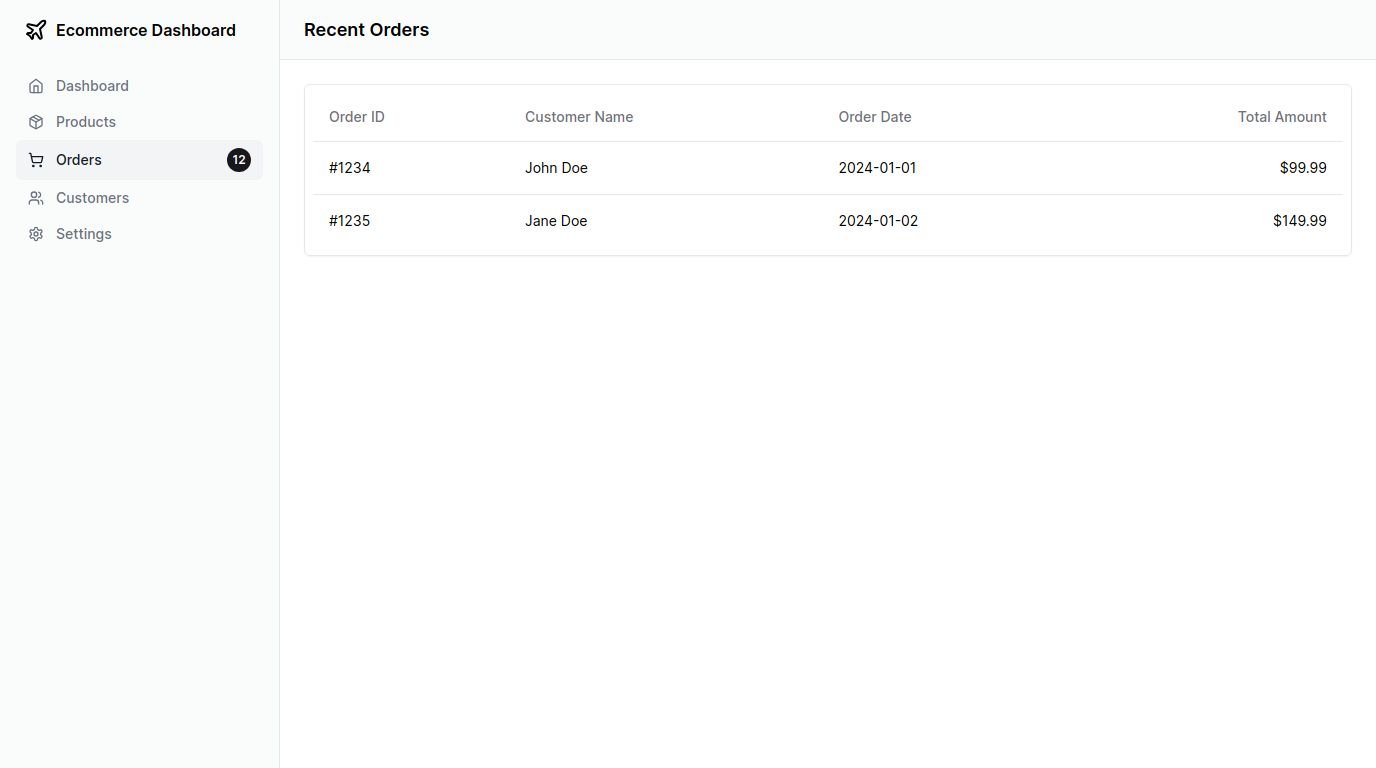 Ecommerce Dashboard
Dashboard
Products
Orders 12
Customers
Settings
Recent Orders
Order ID Customer Name Order Date Total Amount
#1234 John Doe 2024-01-01 $99.99
#1235 Jane Doe 2024-01-02 $149.99